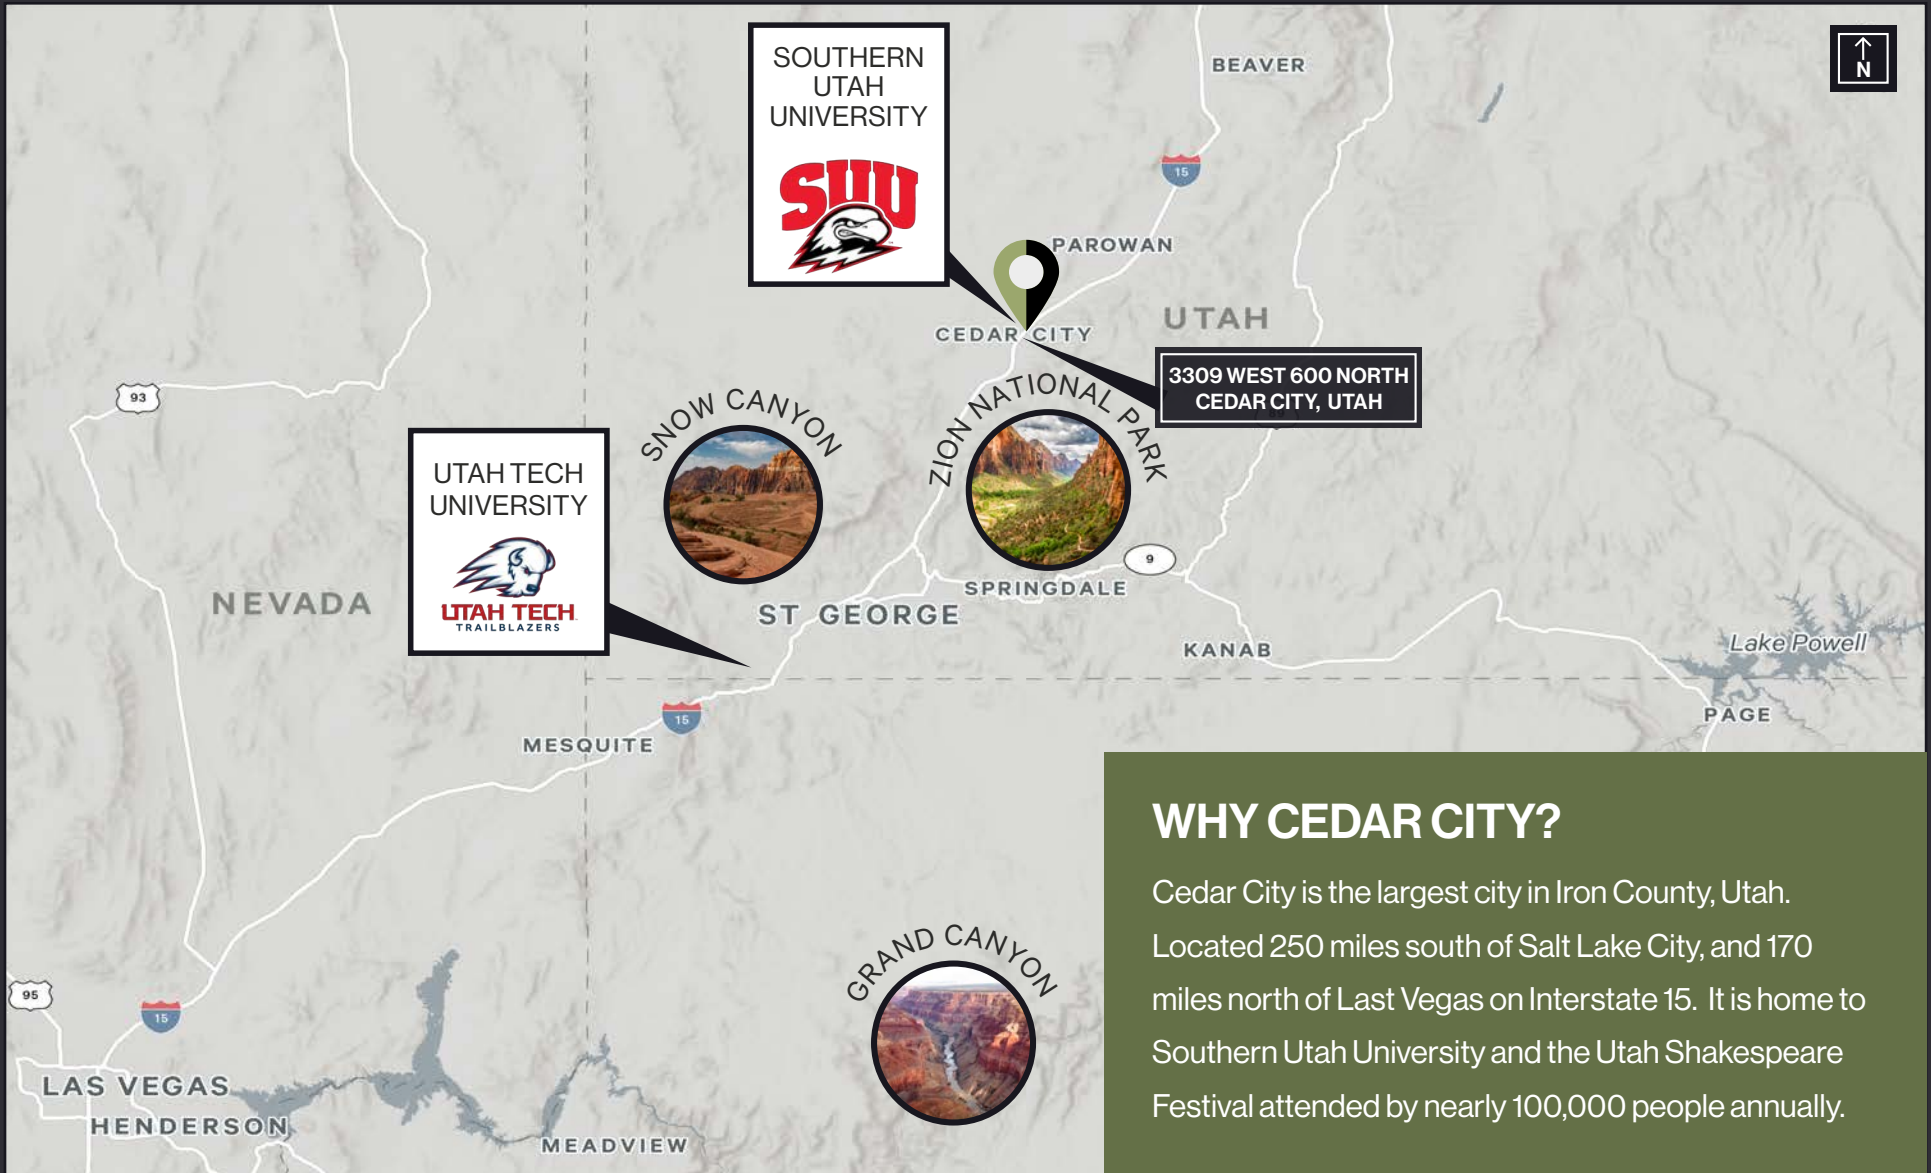 SOUTHERN
UTAH
UNIVERSITY
SUU
BEAVER
N
15
PAROWAN
CEDAR CITY
UTAH
3309 WEST 600 NORTH
CEDAR CITY, UTAH
93
SNOW CANYON
ZION NATIONAL PARK
UTAH TECH
UNIVERSITY
UTAH TECH
TRAILBLAZERS
NEVADA
9
SPRINGDALE
ST GEORGE
KANAB
Lake Powell
15
PAGE
MESQUITE
WHY CEDAR CITY?
Cedar City is the largest city in Iron County, Utah.
Located 250 miles south of Salt Lake City, and 170
miles north of Last Vegas on Interstate 15. It is home to
Southern Utah University and the Utah Shakespeare
Festival attended by nearly 100,000 people annually.
GRAND CANYON
95
15
LAS VEGAS
HENDERSON
MEADVIEW